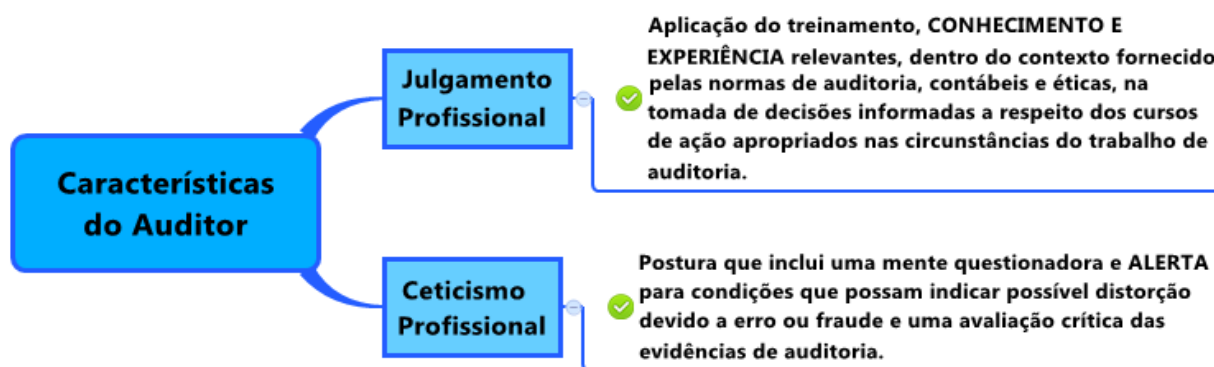 Características
do Auditor
Julgamento
Profissional
Aplicação do treinamento, CONHECIMENTO E
EXPERIÊNCIA relevantes, dentro do contexto fornecido
pelas normas de auditoria, contábeis e éticas, na
tomada de decisões informadas a respeito dos cursos
de ação apropriados nas circunstâncias do trabalho de
auditoria.
Ceticismo
Profissional
Postura que inclui uma mente questionadora e ALERTA
para condições que possam indicar possível distorção
devido a erro ou fraude e uma avaliação crítica das
evidências de auditoria.